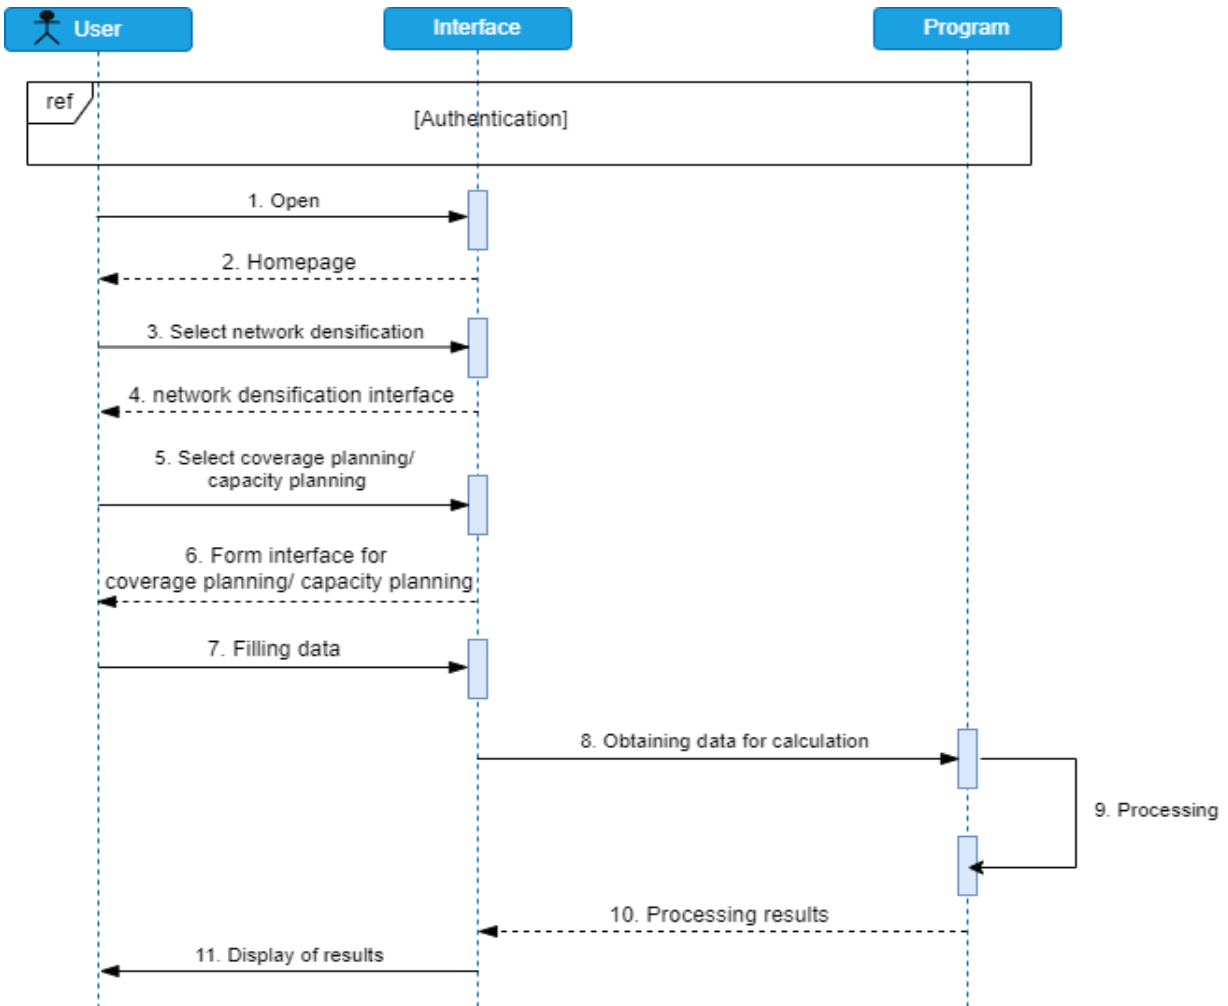 User
Interface
Program
ref
[Authentication]
1. Open
2. Homepage
3. Select network densification
4. network densification interface
5. Select coverage planning/
capacity planning
6. Form interface for
coverage planning/ capacity planning
7. Filling data
8. Obtaining data for calculation
9. Processing
10. Processing results
11. Display of results